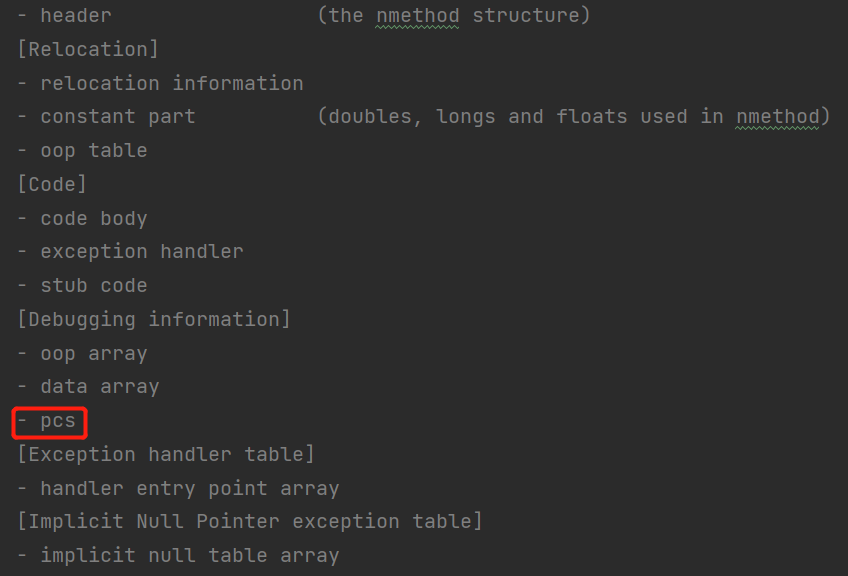 - header (the nmethod structure)
[Relocation]
- relocation information
- constant part (doubles, longs and floats used in nmethod)
- oop table
[Code]
- code body
- exception handler
- stub code
[Debugging information]
- oop array
- data array
- pcs
[Exception handler table]
- handler entry point array
[Implicit Null Pointer exception table]
- implicit null table array